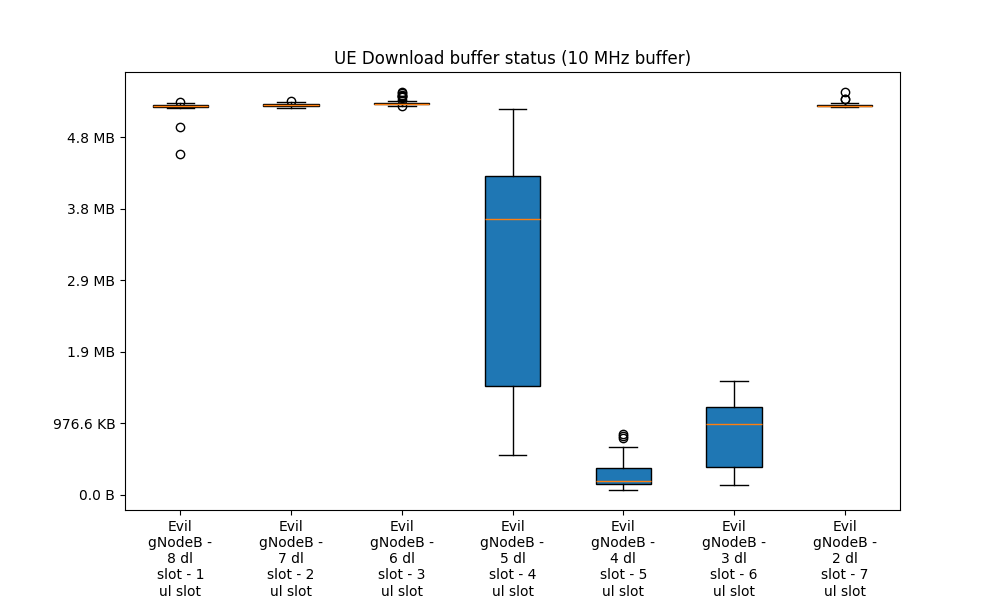 UE Download buffer status (10 MHz buffer)
4.8 MB
3.8 MB
2.9 MB
1.9 MB
976.6 KB
0.0 B
Evil
gNodeB -
8 dl
slot - 1
ul slot
Evil
gNodeB -
7 dl
slot - 2
ul slot
Evil
gNodeB -
6 dl
slot - 3
ul slot
Evil
gNodeB -
5 dl
slot - 4
ul slot
Evil
gNodeB -
4 dl
slot - 5
ul slot
Evil
gNodeB -
3 dl
slot - 6
ul slot
Evil
gNodeB -
2 dl
slot - 7
ul slot